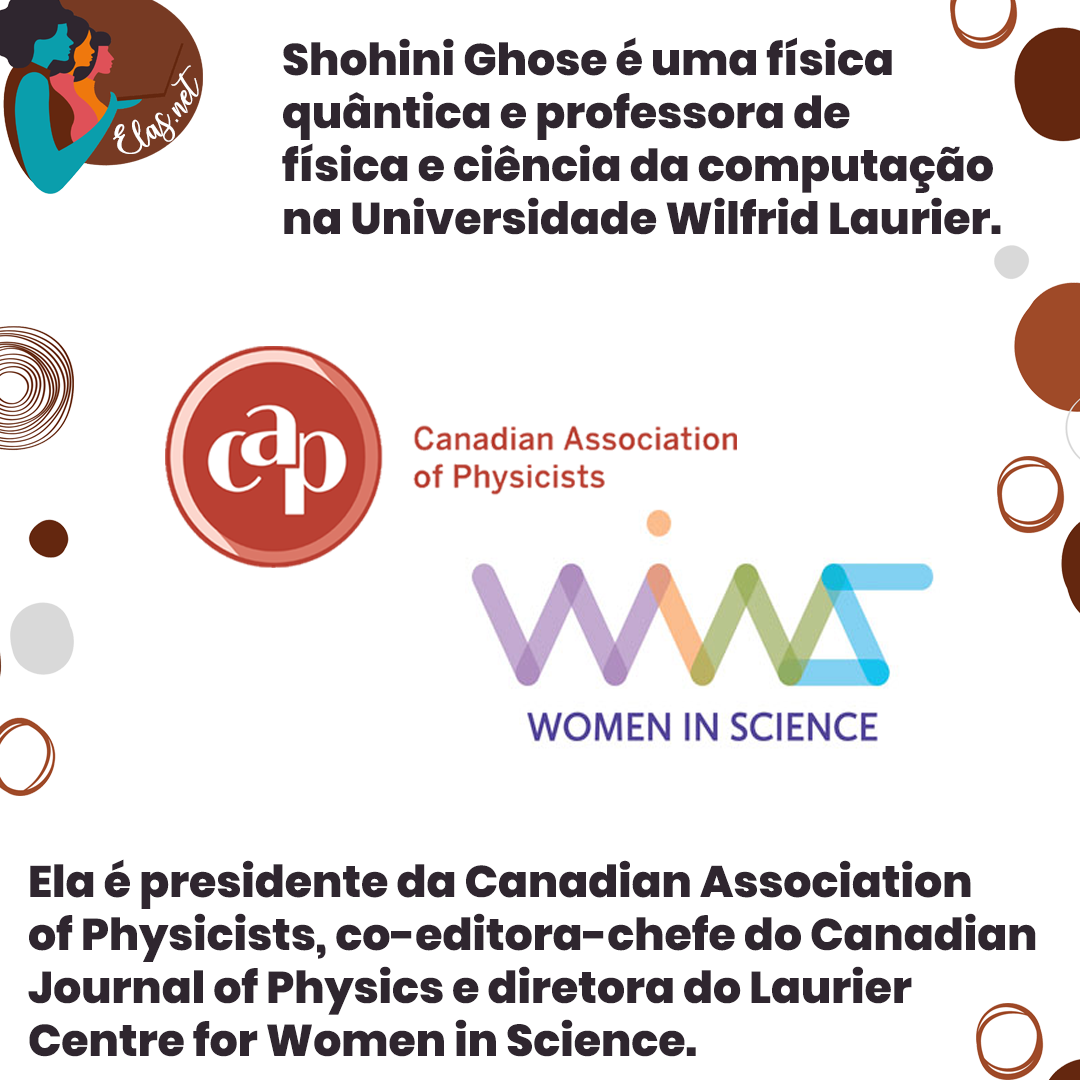 Elas.net
Shohini Ghose é uma física
quântica e professora de
física e ciência da computação
na Universidade Wilfrid Laurier.
cap
Canadian Association
of Physicists
WinS
WOMEN IN SCIENCE
Ela é presidente da Canadian Association
of Physicists, co-editora-chefe do Canadian
Journal of Physics e diretora do Laurier
Centre for Women in Science.